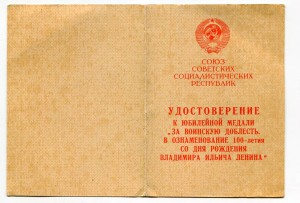 СОЮЗ
СОВЕТСКИХ
СОЦИАЛИСТИЧЕСКИХ
РЕСПУБЛИК
УДОСТОВЕРЕНИЕ
К ЮБИЛЕЙНОЙ МЕДАЛИ
„ЗА ВОИНСКУЮ ДОБЛЕСТЬ.
В ОЗНАМЕНОВАНИЕ 100-летия
СО ДНЯ РОЖДЕНИЯ
ВЛАДИМИРА ИЛЬИЧА ЛЕНИНА“